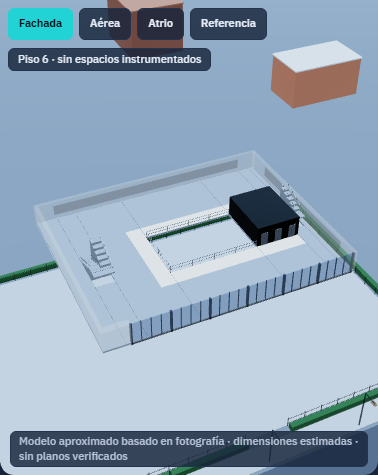 Fachada Aérea Atrio Referencia
Piso 6 · sin espacios instrumentados
Modelo aproximado basado en fotografía · dimensiones estimadas ·
sin planos verificados